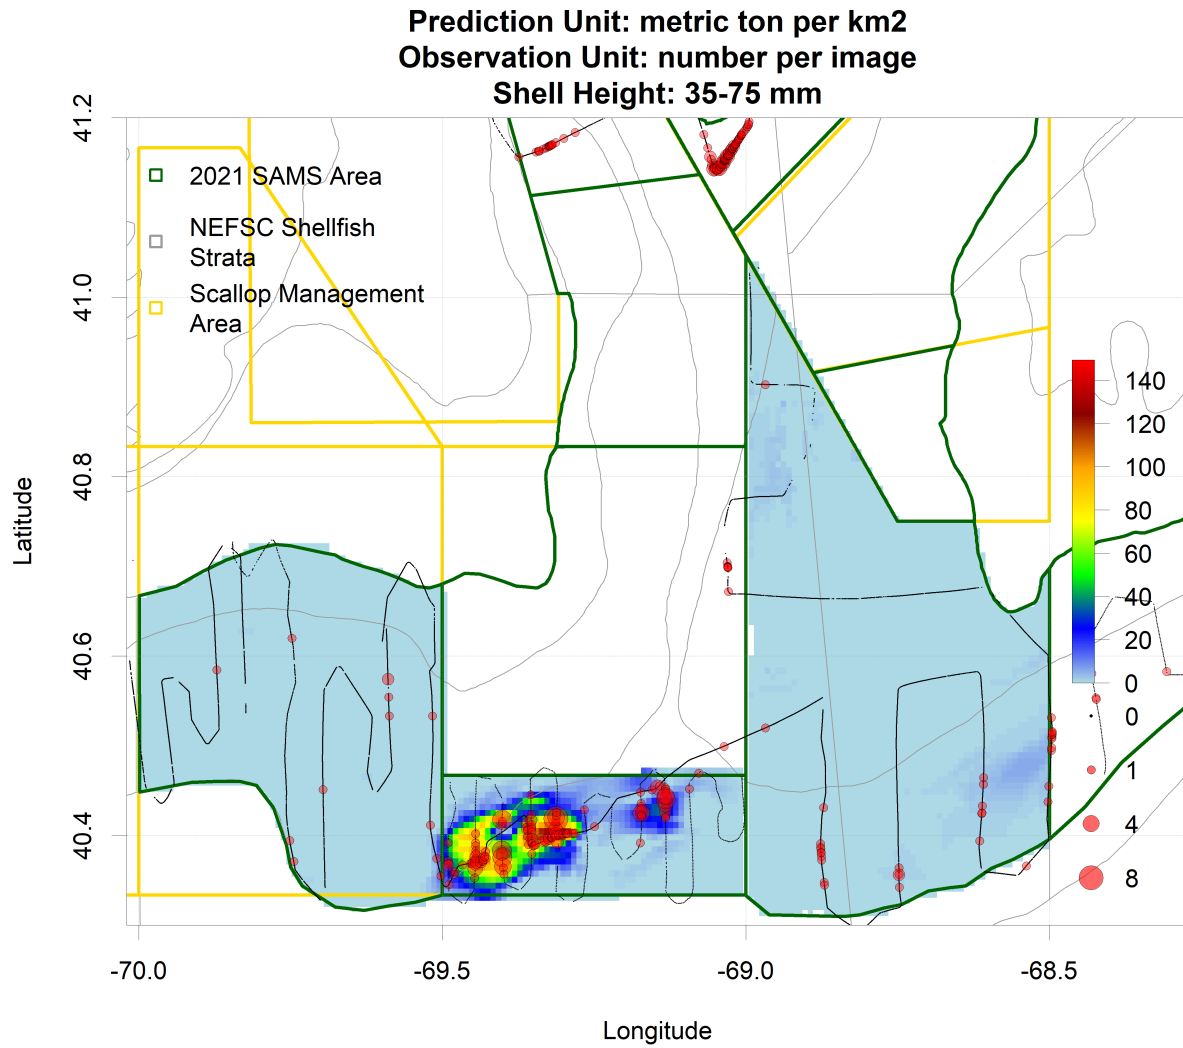 Prediction Unit: metric ton per km2
Observation Unit: number per image
Shell Height: 35-75 mm
2021 SAMS Area
NEFSC Shellfish
Strata
Scallop Management
Area
Latitude
41.2
41.0
40.8
40.6
40.4
140
120
100
80
60
40
20
0
0
1
4
8
-70.0
-69.5
-69.0
-68.5
Longitude